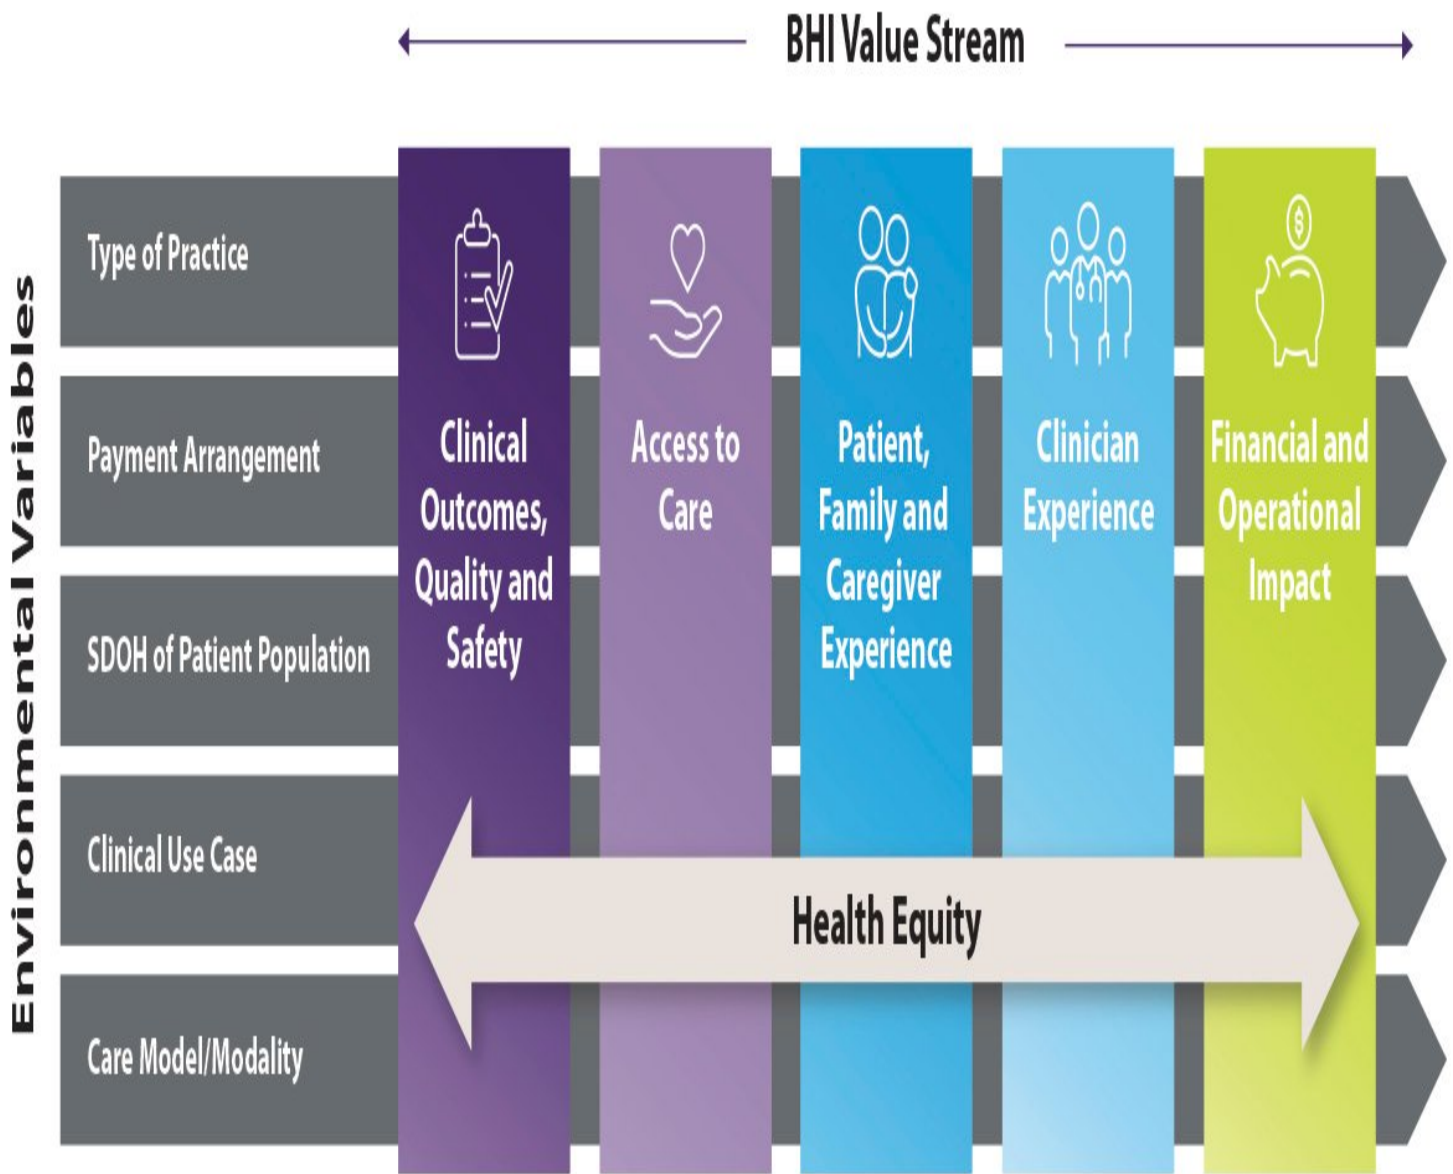 BHI Value Stream
Environmental Variables
Type of Practice
Payment Arrangement
SDOH of Patient Population
Clinical Use Case
Care Model/Modality
Clinical
Outcomes,
Quality and
Safety
Access to
Care
Patient,
Family and
Caregiver
Experience
Clinician
Experience
$
Financial and
Operational
Impact
Health Equity